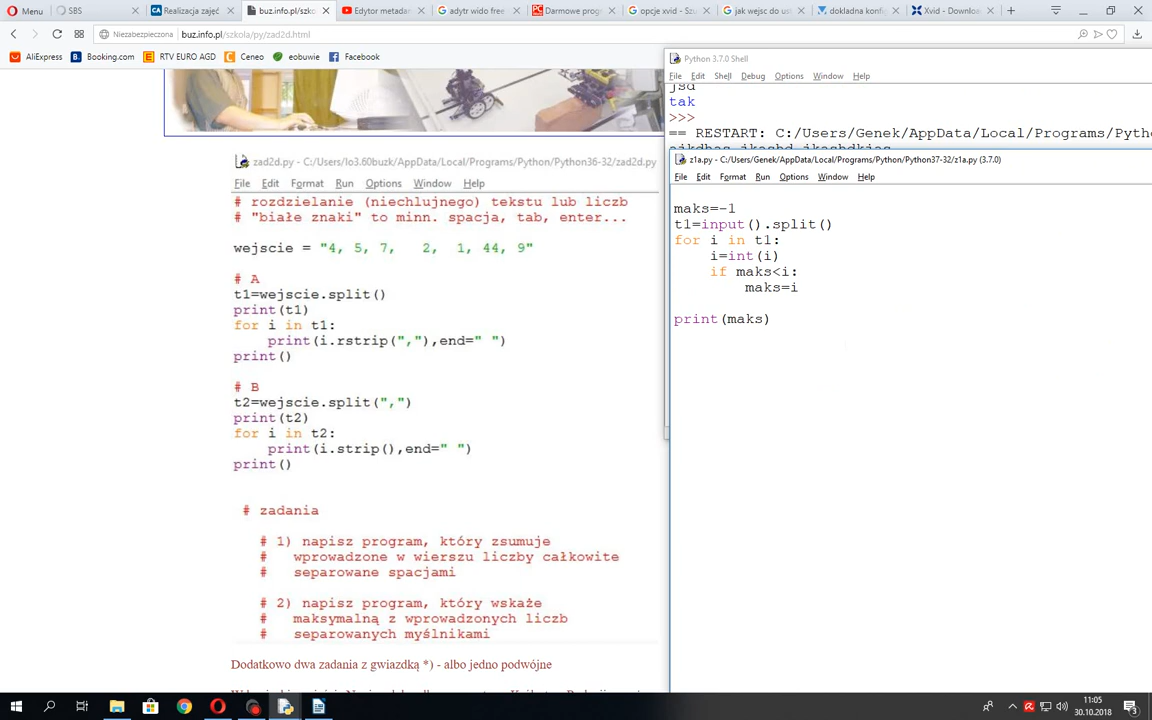 Menu
SBS
Realizacja zajęć
buz.info.pl/szko
Edytor metada
adytr wido free
Darmowe prog
opcje xvid - Szu
jak wejsc do us
dokladna konfi
Xvid - Downloa
Niezabezpieczona
buz.info.pl/szkola/py/zad2d.html
AliExpress
Booking.com
RTV EURO AGD
Ceneo
eobuwie
Facebook
zad2d.py - C:/Users/lo3.60buzk/AppData/Local/Programs/Python/Python36-32/zad2d.py
File Edit Format Run Options Window Help
# rozdzielanie (niechlujnego) tekstu lub liczb
# "białe znaki" to minn. spacja, tab, enter...
wejscie = "4, 5, 7,   2,  1, 44, 9"
# A
t1=wejscie.split()
print(t1)
for i in t1:
    print(i.rstrip(","),end=" ")
print()
# B
t2=wejscie.split(",")
print(t2)
for i in t2:
    print(i.strip(),end=" ")
print()
# zadania
# 1) napisz program, który zsumuje
#   wprowadzone w wierszu liczby całkowite
#   separowane spacjami
# 2) napisz program, który wskaże
#   maksymalną z wprowadzonych liczb
#   separowanych myślnikami
Dodatkowo dwa zadania z gwiazdką *) - albo jedno podwójne
Python 3.7.0 Shell
File Edit Shell Debug Options Window Help
jsd
tak
>>>
== RESTART: C:/Users/Genek/AppData/Local/Programs/Pyth
z1a.py - C:/Users/Genek/AppData/Local/Programs/Python/Python37-32/z1a.py (3.7.0)
File Edit Format Run Options Window Help
maks=-1
t1=input().split()
for i in t1:
    i=int(i)
    if maks<i:
        maks=i
print(maks)
11:05
30.10.2018
3